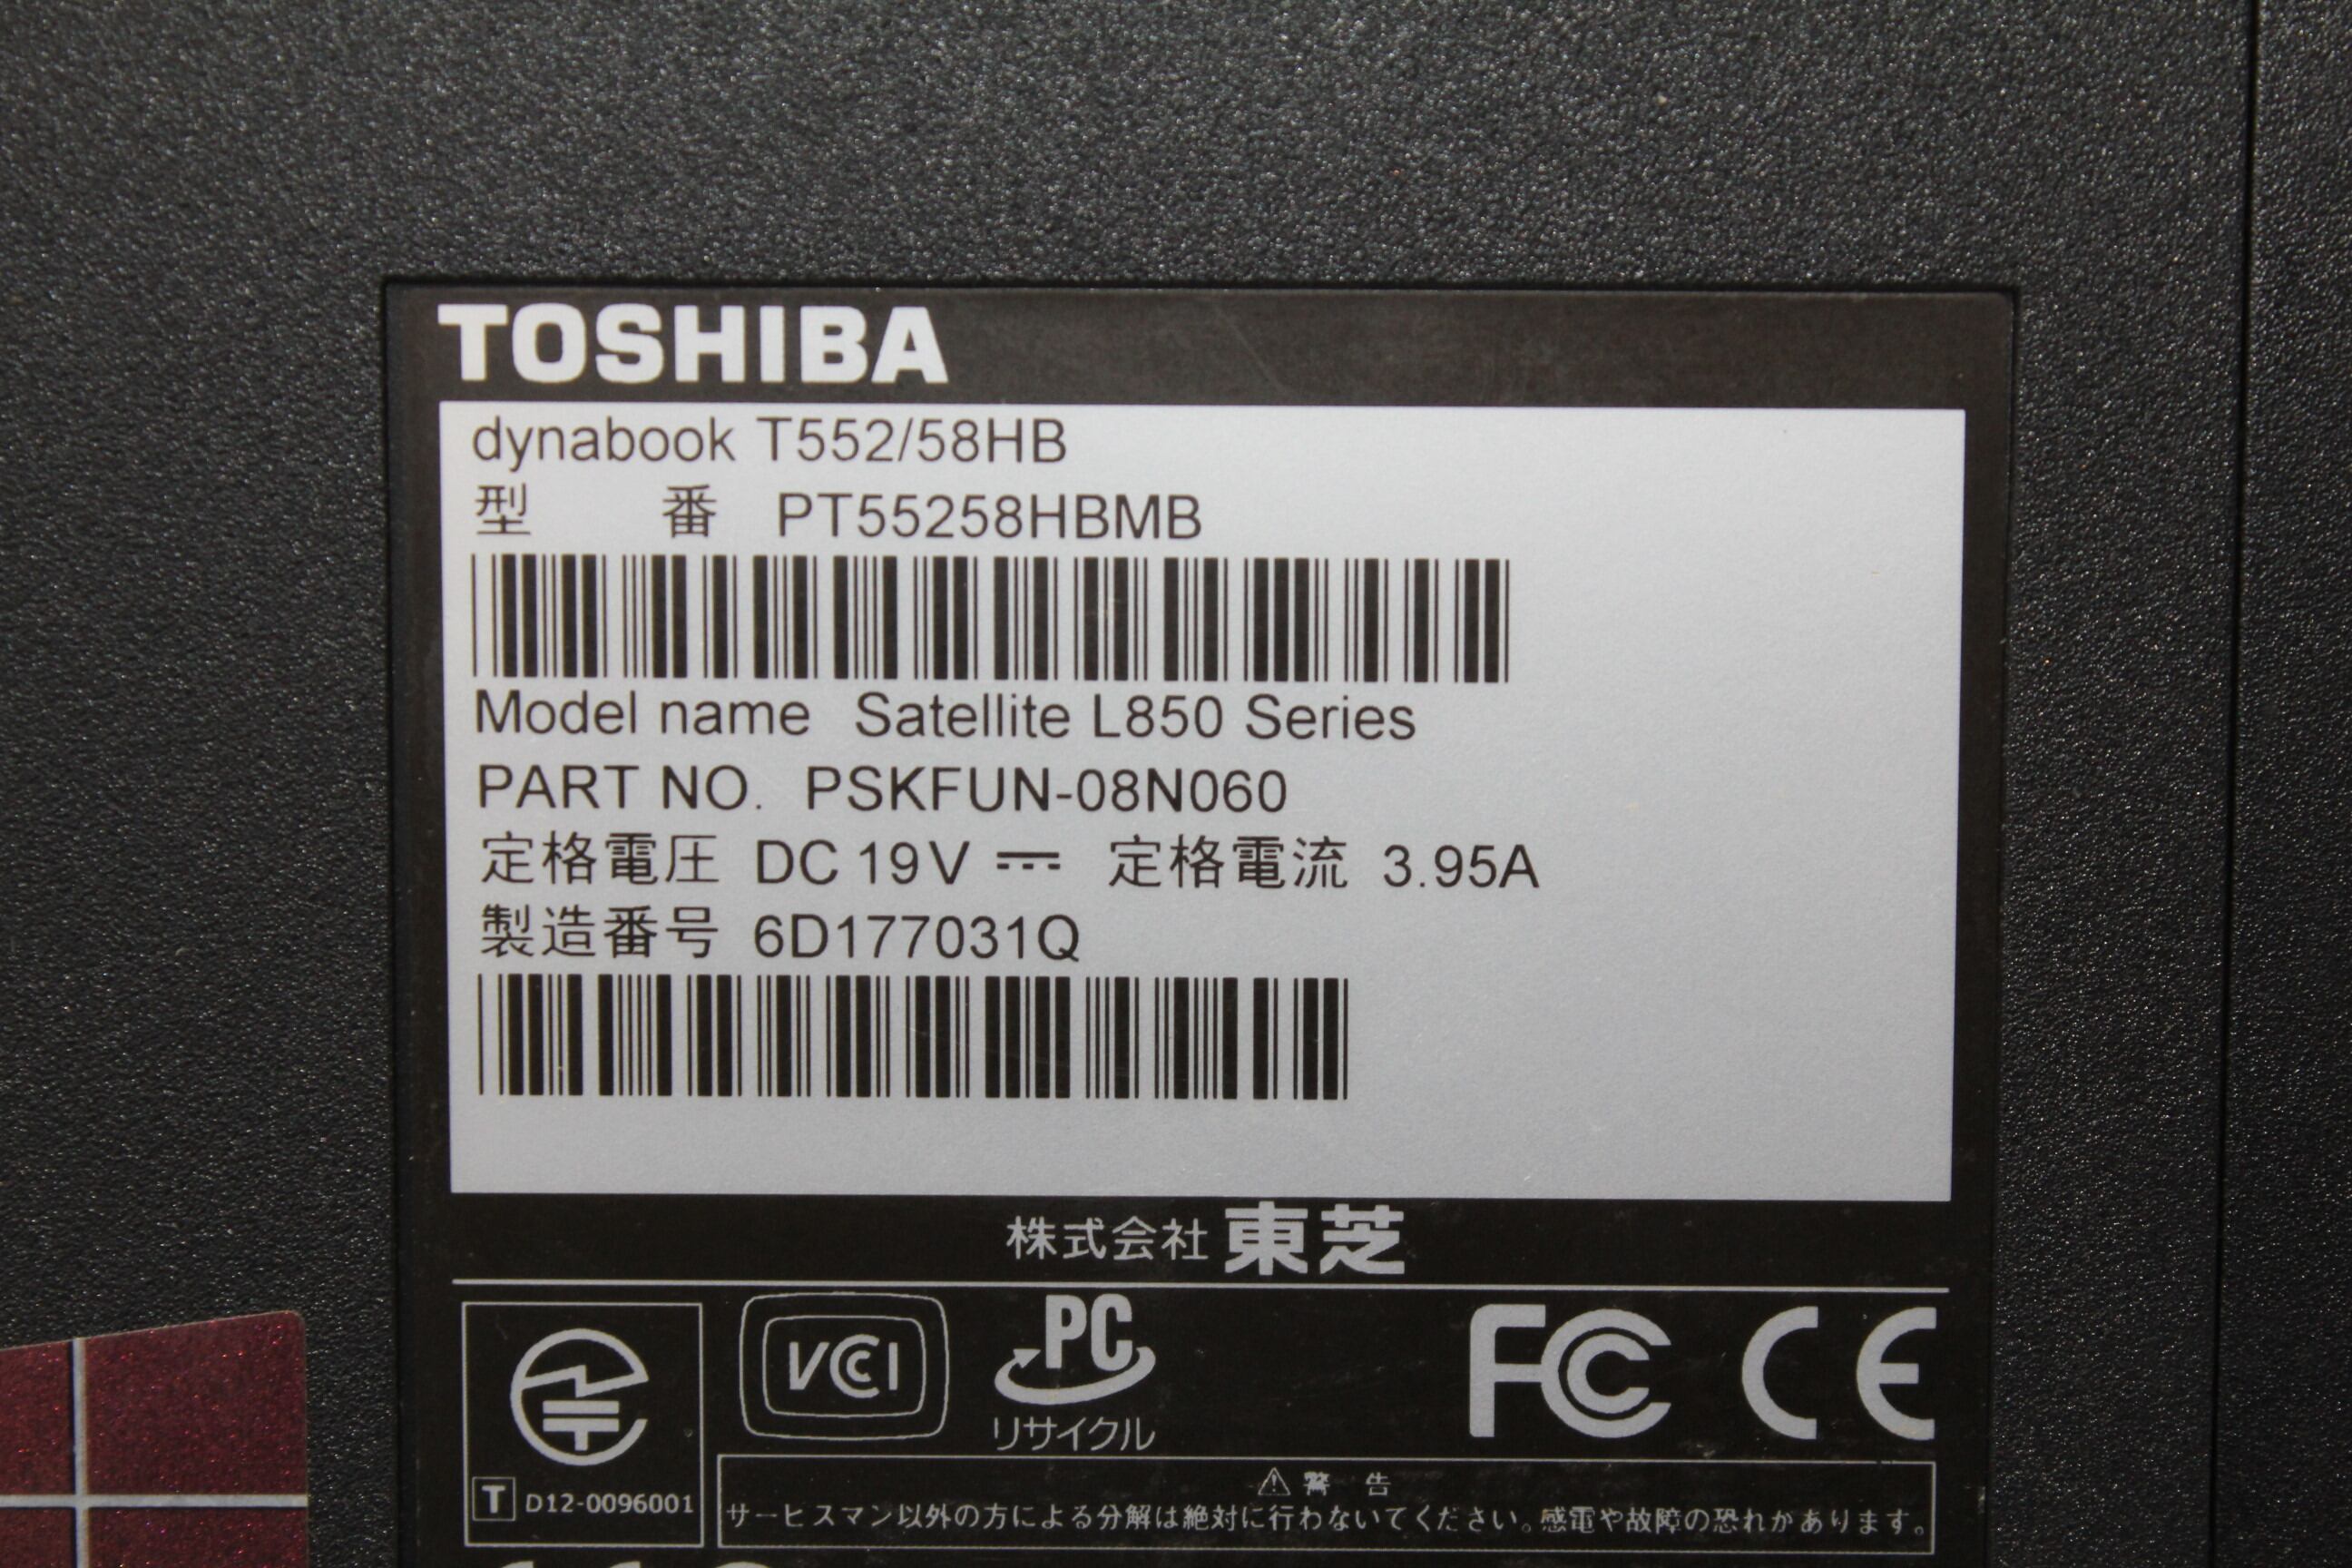 TOSHIBA
dynabook T552/58HB
型 番 PT55258HBMB
Model name Satellite L850 Series
PART NO. PSKFUN-08N060
定格電圧 DC 19V ⎓ 定格電流 3.95A
製造番号 6D177031Q
株式会社 東芝
VCI
PC
リサイクル
FC CE
T D12-0096001
⚠ 警 告
サービスマン以外の方による分解は絶対に行わないてください。感電や故障の恐れかあります。